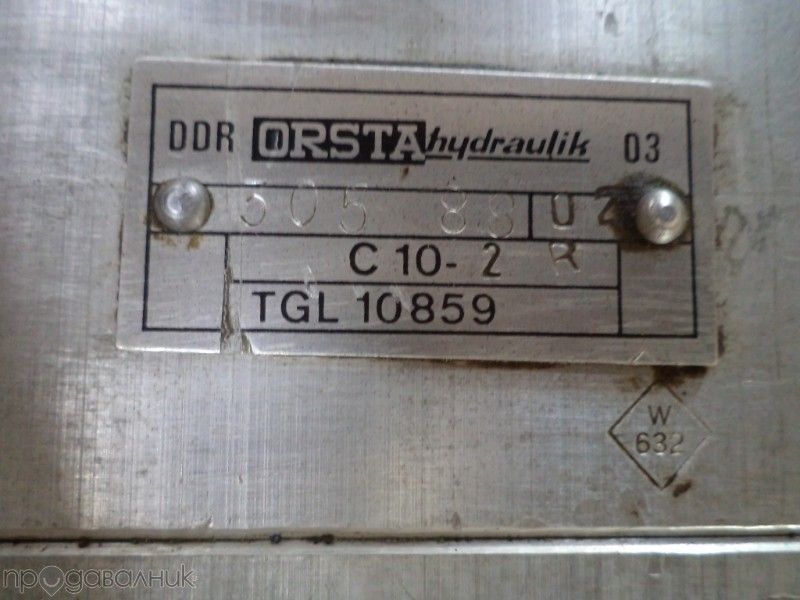 DDR ORSTA hydraulik 03
505 88 02
C 10-2 R
TGL 10859
W
632
продавалник